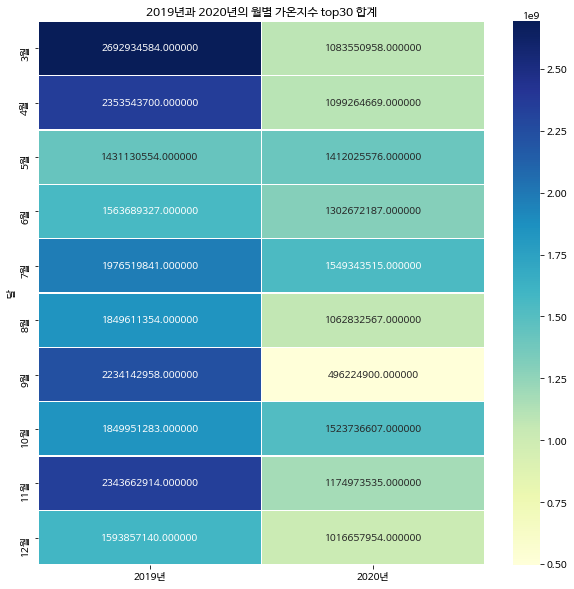 2019년과 2020년의 월별 가온지수 top30 합계
1e9
3월 2692934584.000000 1083550958.000000
4월 2353543700.000000 1099264669.000000
5월 1431130554.000000 1412025576.000000
6월 1563689327.000000 1302672187.000000
7월 1976519841.000000 1549343515.000000
8월 1849611354.000000 1062832567.000000
9월 2234142958.000000 496224900.000000
10월 1849951283.000000 1523736607.000000
11월 2343662914.000000 1174973535.000000
12월 1593857140.000000 1016657954.000000
달
2019년 2020년
2.50
2.25
2.00
1.75
1.50
1.25
1.00
0.75
0.50